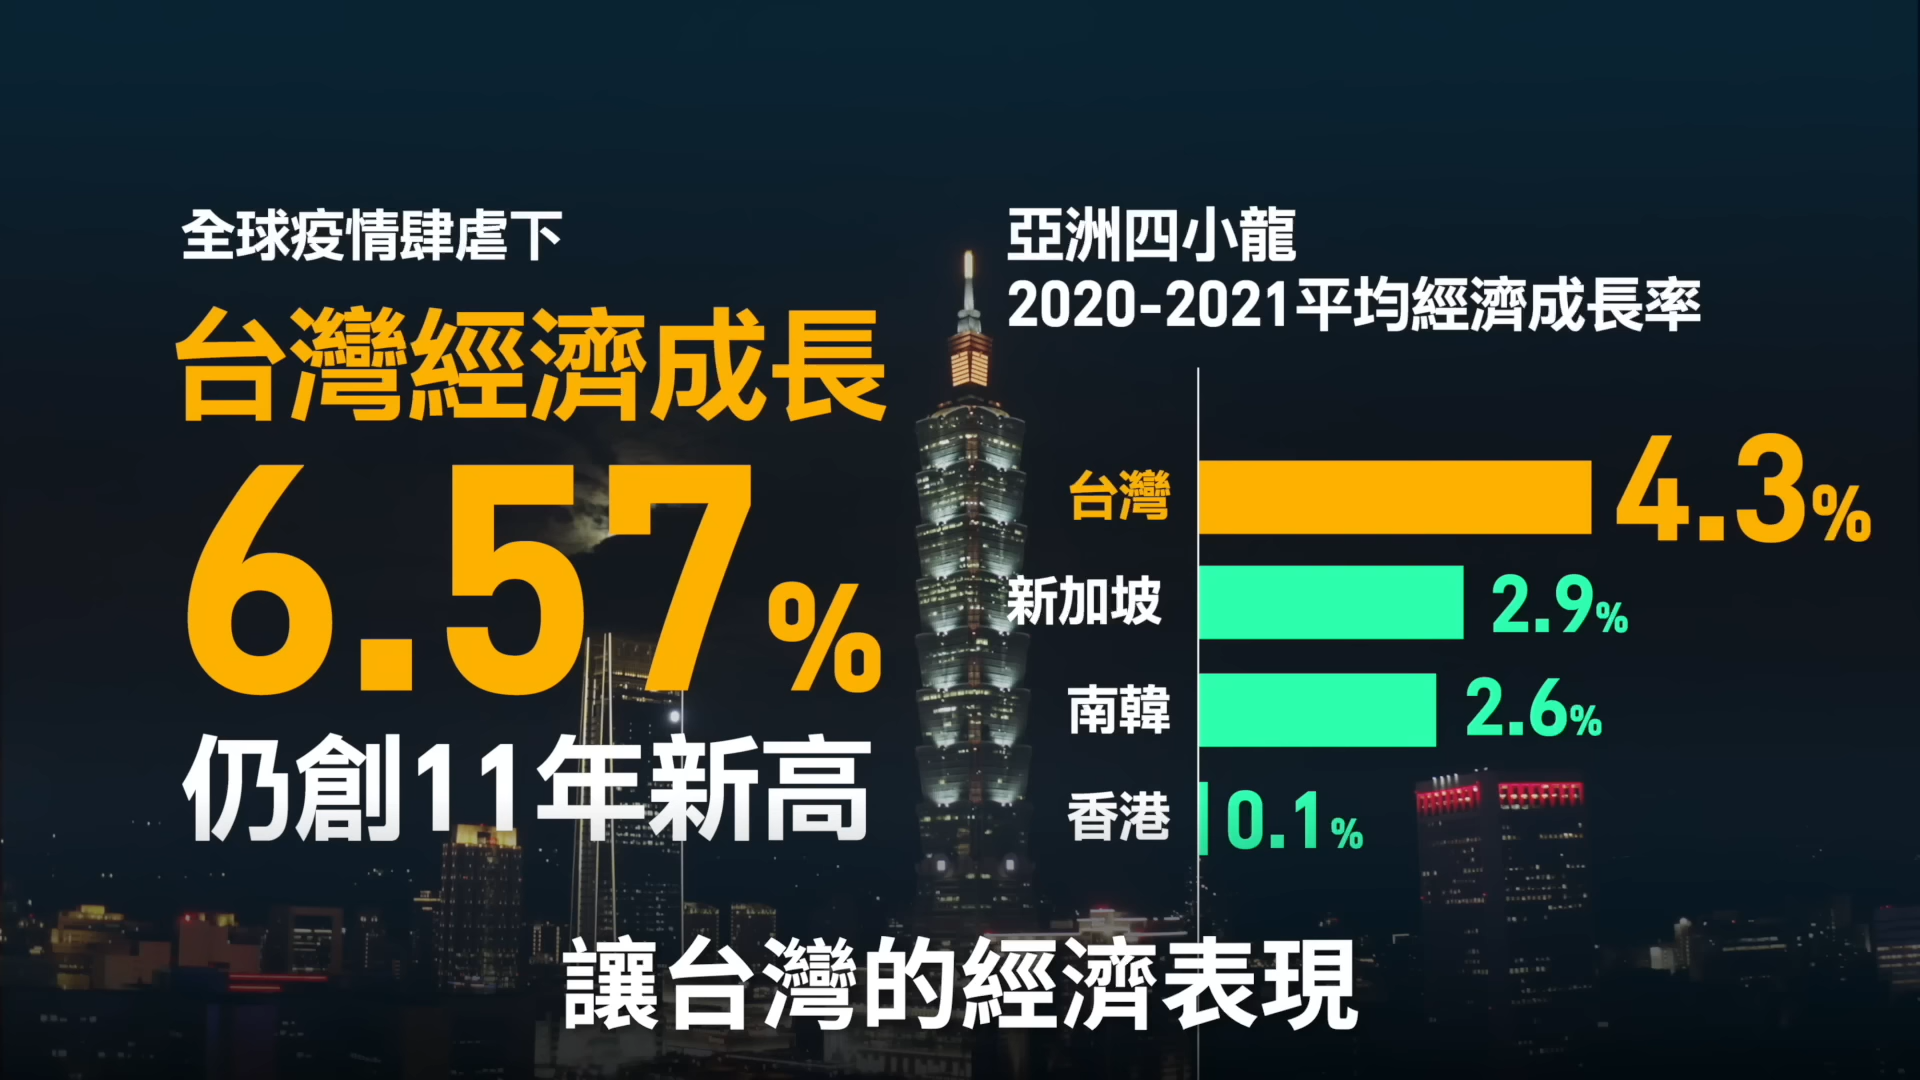 全球疫情肆虐下
台灣經濟成長
6.57%
仍創11年新高
亞洲四小龍
2020-2021平均經濟成長率
台灣 4.3%
新加坡 2.9%
南韓 2.6%
香港 0.1%
讓台灣的經濟表現